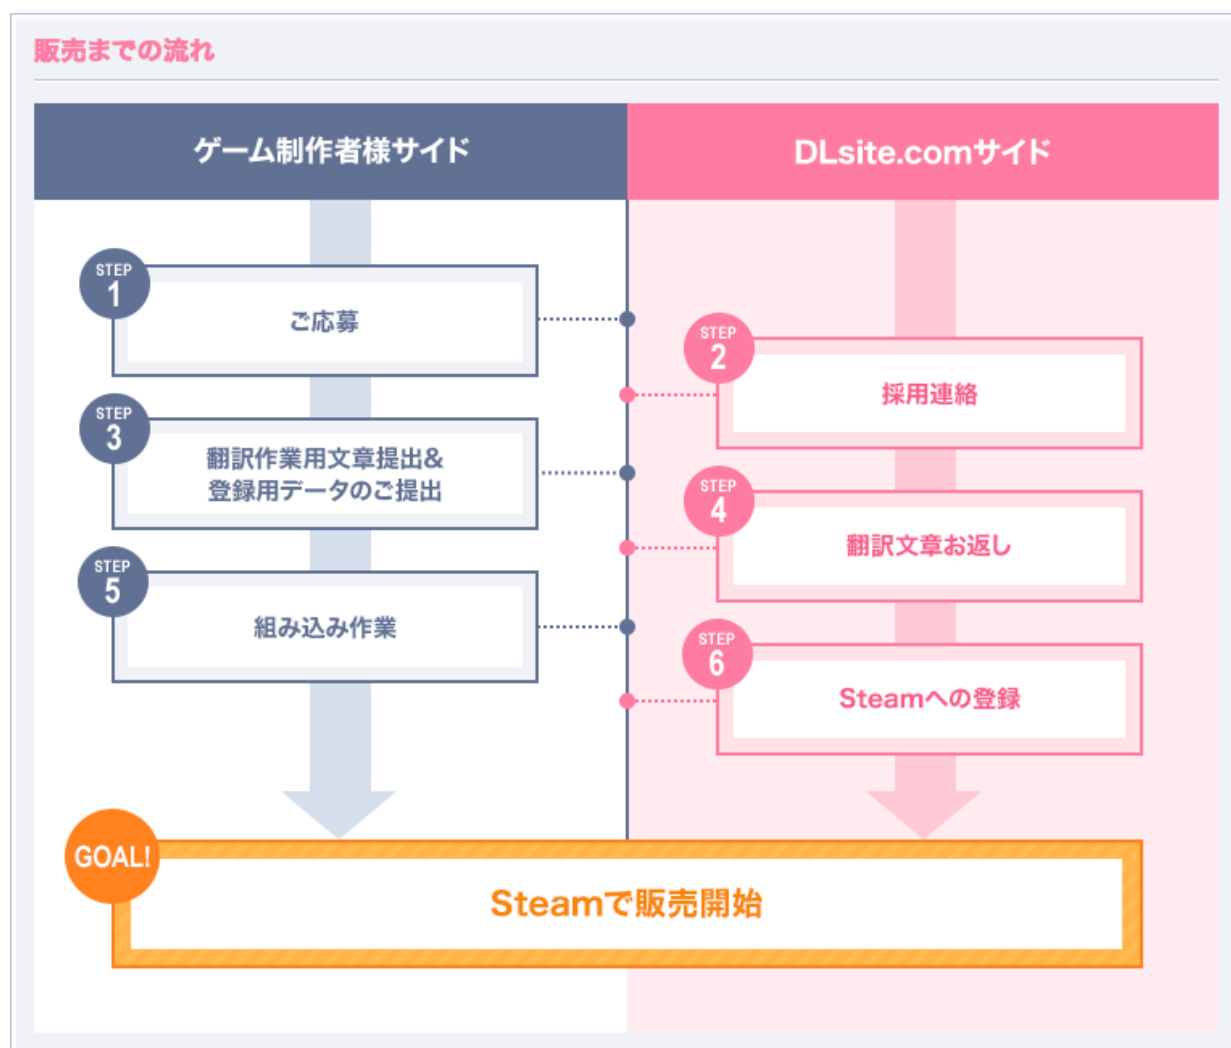 販売までの流れ
ゲーム制作者様サイド
DLsite.comサイド
STEP
1
ご応募
STEP
2
採用連絡
STEP
3
翻訳作業用文章提出&
登録用データのご提出
STEP
4
翻訳文章お返し
STEP
5
組み込み作業
STEP
6
Steamへの登録
GOAL!
Steamで販売開始